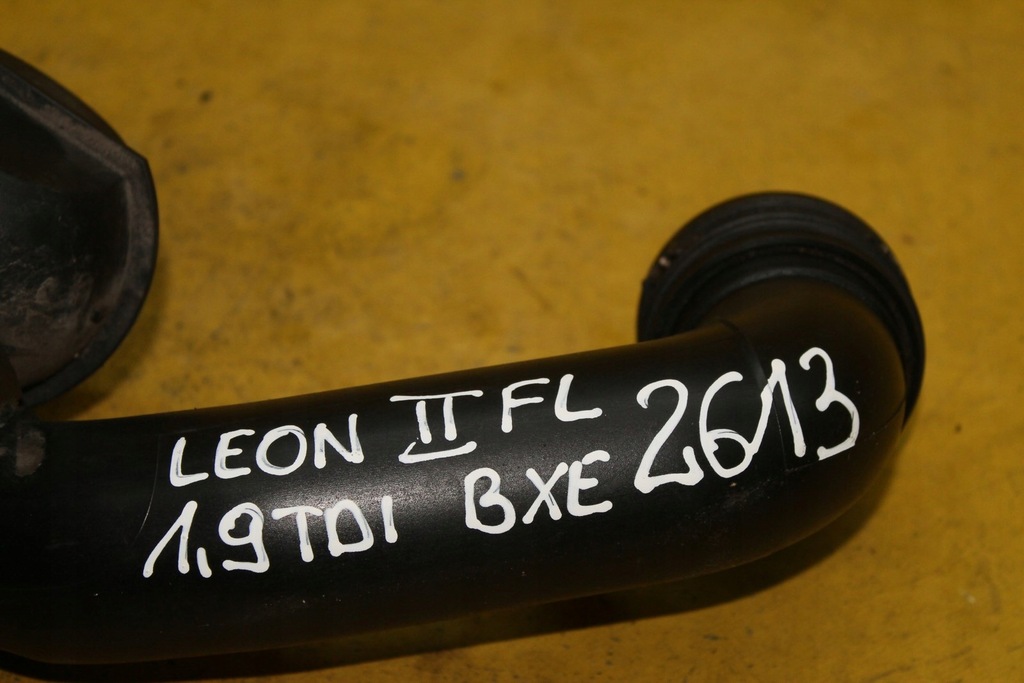 LEON II FL 2613
1,9TDI BXE